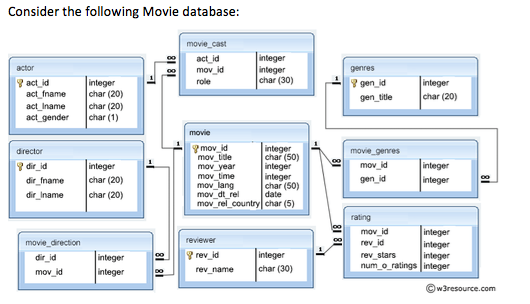 Consider the following Movie database:
actor
act_id integer
act_fname char (20)
act_lname char (20)
act_gender char (1)
movie_cast
act_id integer
mov_id integer
role char (30)
genres
gen_id integer
gen_title char (20)
director
dir_id integer
dir_fname char (20)
dir_lname char (20)
movie
mov_id integer
mov_title char (50)
mov_year integer
mov_time integer
mov_lang char (50)
mov_dt_rel date
mov_rel_country char (5)
movie_genres
mov_id integer
gen_id integer
movie_direction
dir_id integer
mov_id integer
reviewer
rev_id integer
rev_name char (30)
rating
mov_id integer
rev_id integer
rev_stars integer
num_o_ratings integer
1
∞
∞
1
1
1
∞
∞
1
∞
∞
∞
1
∞
© w3resource.com